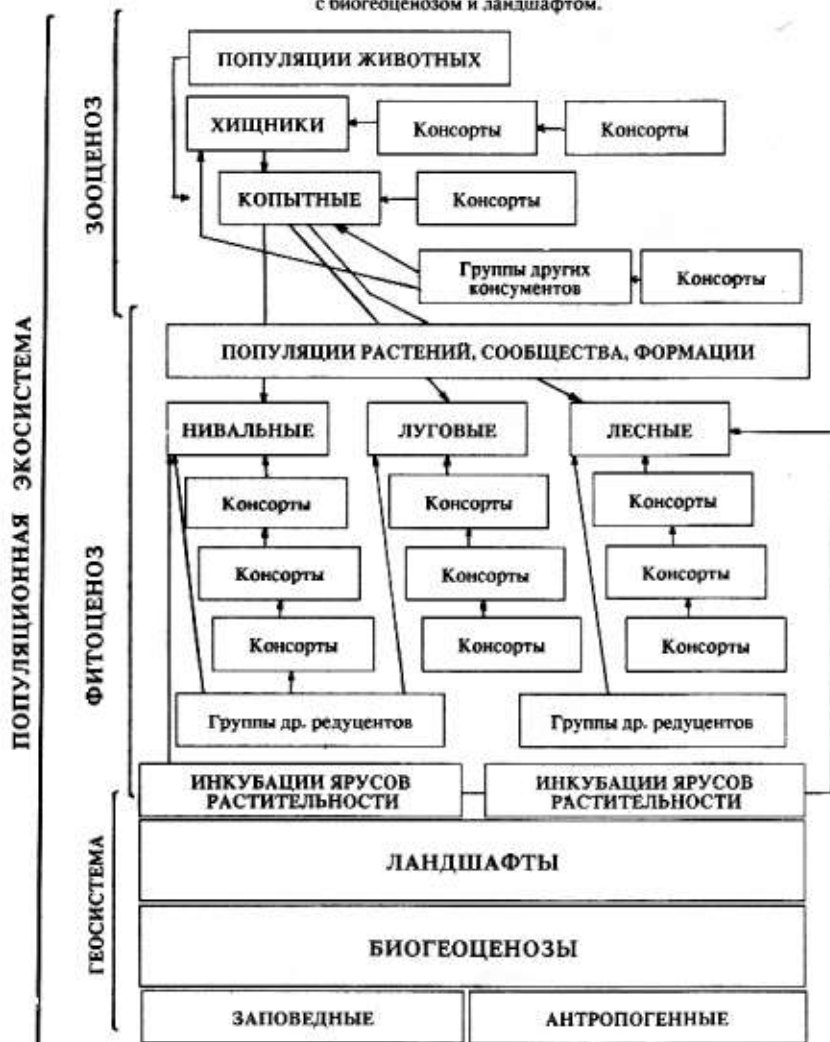 с биогеоценозом и ландшафтом.
ПОПУЛЯЦИОННАЯ ЭКОСИСТЕМА
ЗООЦЕНОЗ
ПОПУЛЯЦИИ ЖИВОТНЫХ
ХИЩНИКИ
Консорты
Консорты
КОПЫТНЫЕ
Консорты
Группы других
консументов
Консорты
ФИТОЦЕНОЗ
ПОПУЛЯЦИИ РАСТЕНИЙ, СООБЩЕСТВА, ФОРМАЦИИ
НИВАЛЬНЫЕ
ЛУГОВЫЕ
ЛЕСНЫЕ
Консорты
Консорты
Консорты
Консорты
Консорты
Консорты
Консорты
Консорты
Консорты
Группы др. редуцентов
Группы др. редуцентов
ИНКУБАЦИИ ЯРУСОВ
РАСТИТЕЛЬНОСТИ
ИНКУБАЦИИ ЯРУСОВ
РАСТИТЕЛЬНОСТИ
ГЕОСИСТЕМА
ЛАНДШАФТЫ
БИОГЕОЦЕНОЗЫ
ЗАПОВЕДНЫЕ
АНТРОПОГЕННЫЕ